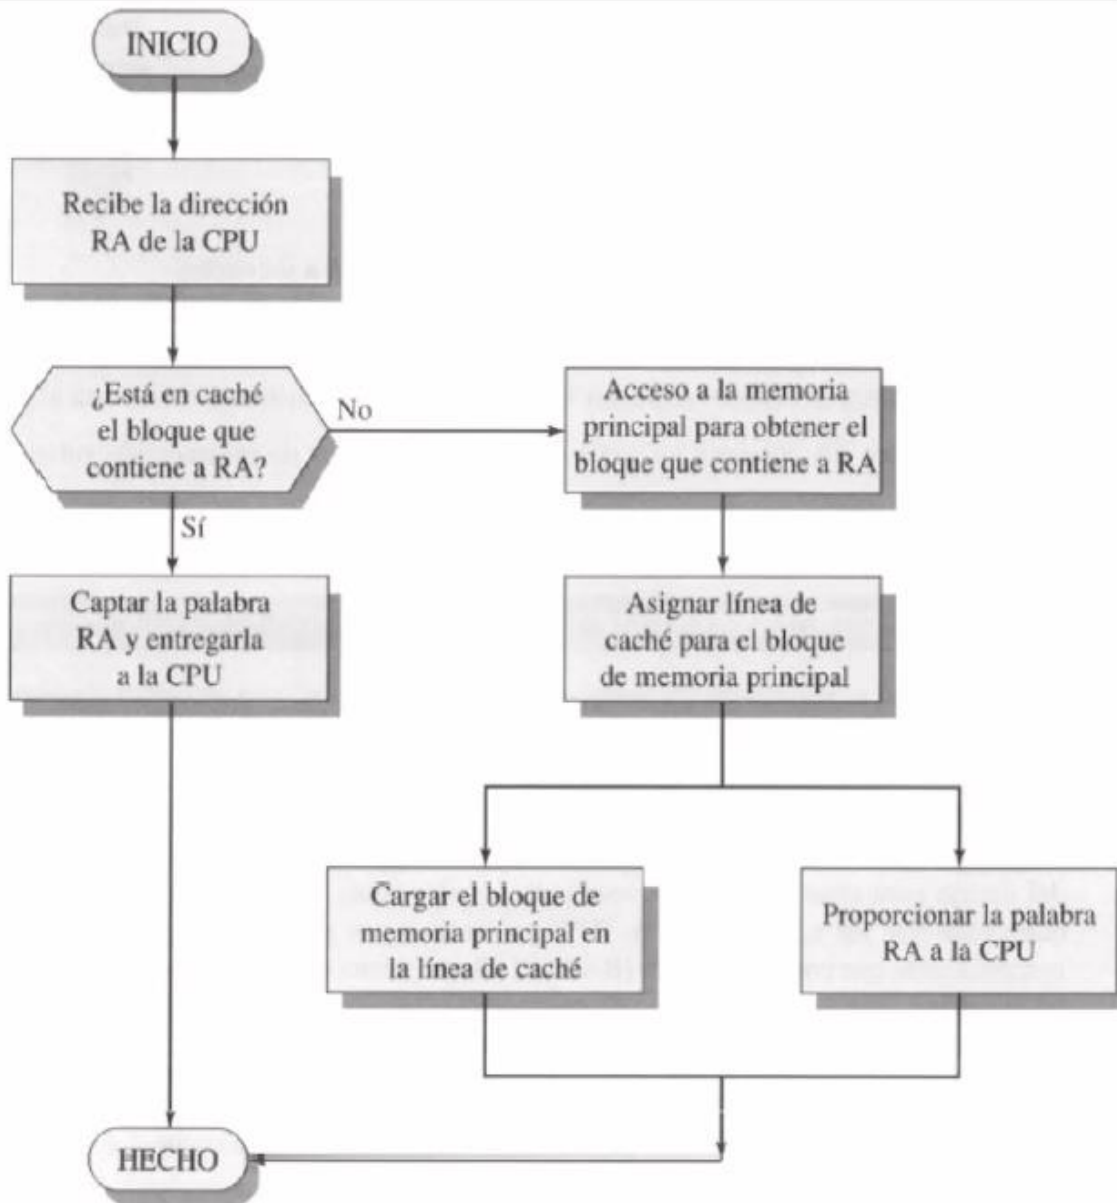 INICIO
Recibe la dirección
RA de la CPU
¿Está en caché
el bloque que
contiene a RA?
No
Sí
Acceso a la memoria
principal para obtener el
bloque que contiene a RA
Captar la palabra
RA y entregarla
a la CPU
Asignar línea de
caché para el bloque
de memoria principal
Cargar el bloque de
memoria principal en
la línea de caché
Proporcionar la palabra
RA a la CPU
HECHO